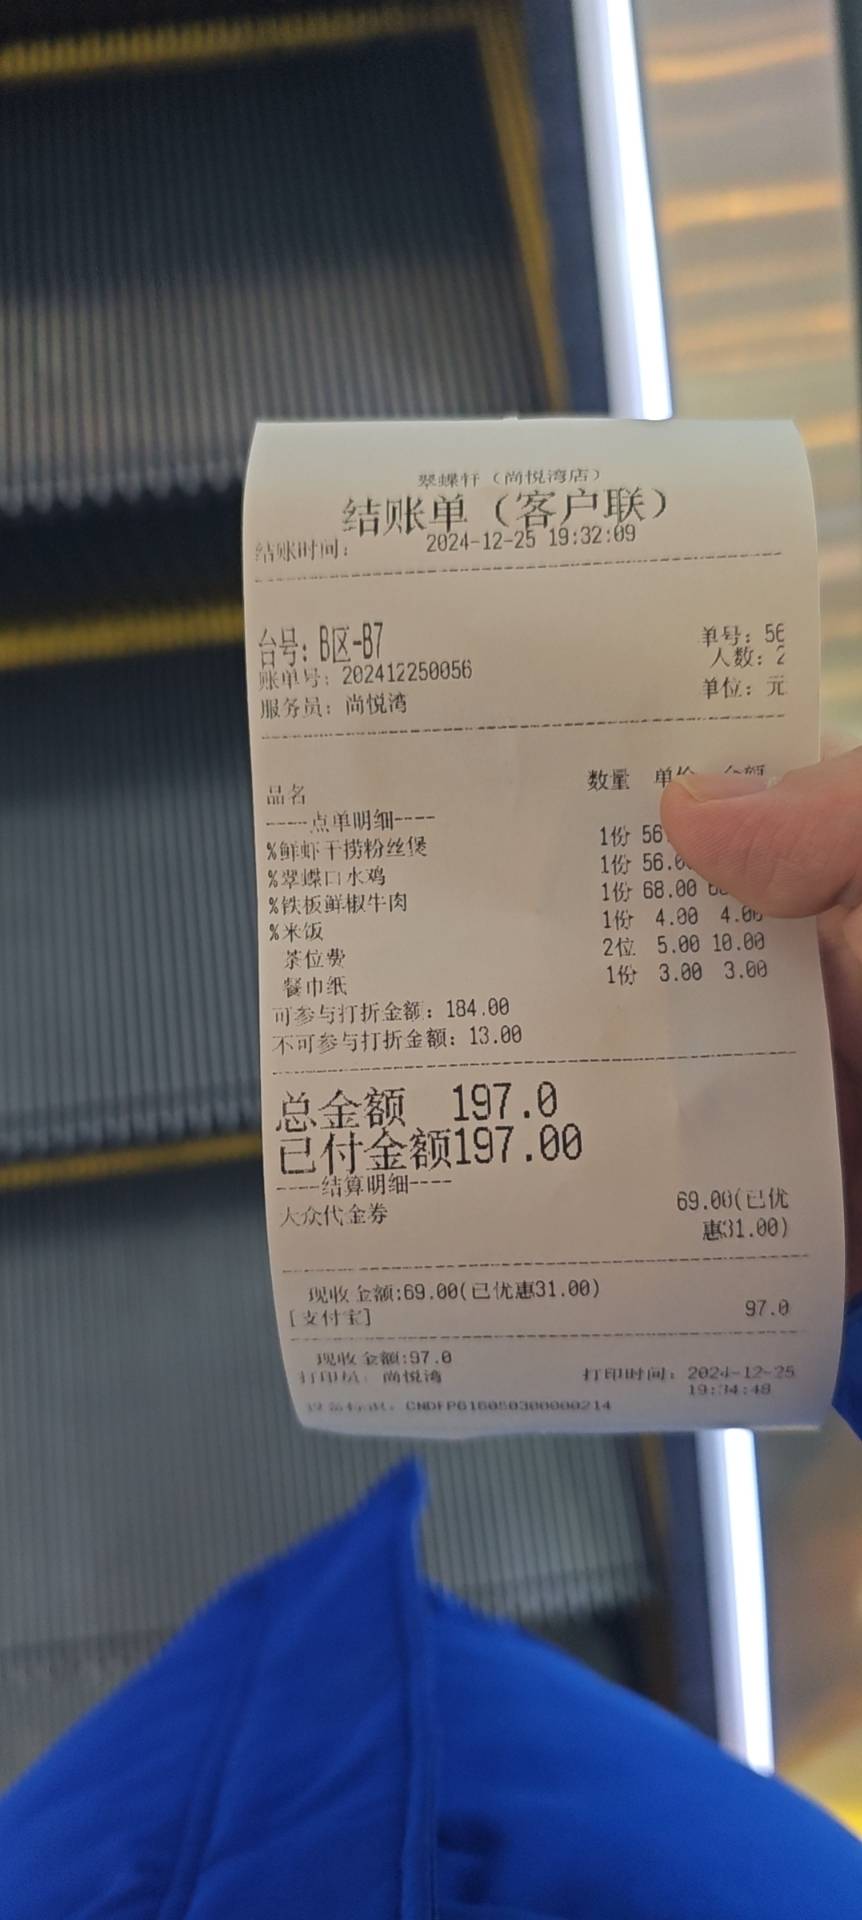 翠蝶轩（尚悦湾店）
结账单（客户联）
结账时间： 2024-12-25 19:32:09
台号：B区-B7 单号：56
账单号：202412250056 人数：2
服务员：尚悦湾 单位：元
品名 数量 单价 金额
----点单明细----
%鲜虾干捞粉丝煲 1份 56
%翠蝶口水鸡 1份 56.0
%铁板鲜椒牛肉 1份 68.00
%米饭 1份 4.00 4.00
茶位费 2位 5.00 10.00
餐巾纸 1份 3.00 3.00
可参与打折金额：184.00
不可参与打折金额：13.00
总金额 197.0
已付金额197.00
----结算明细----
大众代金券 69.00(已优
惠31.00)
现收金额:69.00(已优惠31.00)
[支付宝] 97.0
现收金额:97.0
打印员：尚悦湾 打印时间：2024-12-25
19:34:48